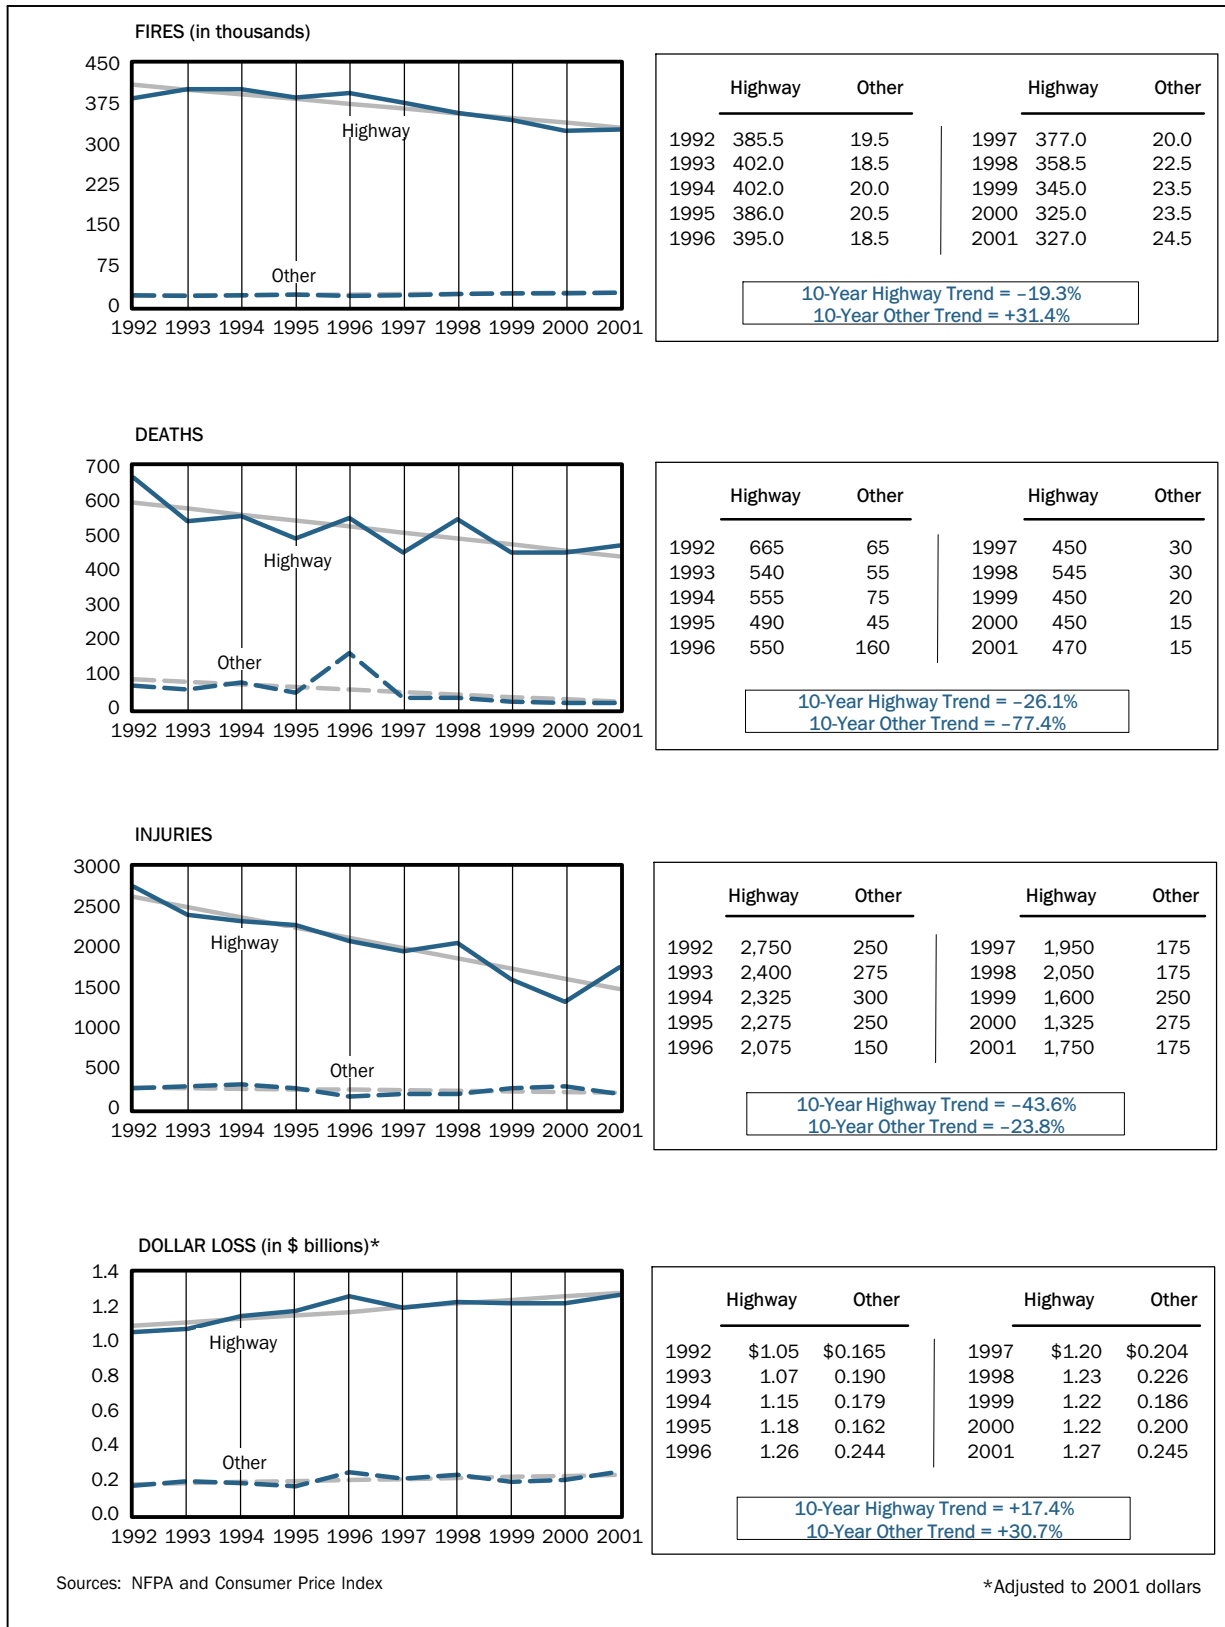 FIRES (in thousands)
450
375
300
225
150
75
0
Highway
Other
1992 1993 1994 1995 1996 1997 1998 1999 2000 2001
Highway Other Highway Other
1992 385.5 19.5 1997 377.0 20.0
1993 402.0 18.5 1998 358.5 22.5
1994 402.0 20.0 1999 345.0 23.5
1995 386.0 20.5 2000 325.0 23.5
1996 395.0 18.5 2001 327.0 24.5
10-Year Highway Trend = –19.3%
10-Year Other Trend = +31.4%
DEATHS
700
600
500
400
300
200
100
0
Highway
Other
1992 1993 1994 1995 1996 1997 1998 1999 2000 2001
Highway Other Highway Other
1992 665 65 1997 450 30
1993 540 55 1998 545 30
1994 555 75 1999 450 20
1995 490 45 2000 450 15
1996 550 160 2001 470 15
10-Year Highway Trend = –26.1%
10-Year Other Trend = –77.4%
INJURIES
3000
2500
2000
1500
1000
500
0
Highway
Other
1992 1993 1994 1995 1996 1997 1998 1999 2000 2001
Highway Other Highway Other
1992 2,750 250 1997 1,950 175
1993 2,400 275 1998 2,050 175
1994 2,325 300 1999 1,600 250
1995 2,275 250 2000 1,325 275
1996 2,075 150 2001 1,750 175
10-Year Highway Trend = –43.6%
10-Year Other Trend = –23.8%
DOLLAR LOSS (in $ billions)*
1.4
1.2
1.0
0.8
0.6
0.4
0.2
0.0
Highway
Other
1992 1993 1994 1995 1996 1997 1998 1999 2000 2001
Highway Other Highway Other
1992 $1.05 $0.165 1997 $1.20 $0.204
1993 1.07 0.190 1998 1.23 0.226
1994 1.15 0.179 1999 1.22 0.186
1995 1.18 0.162 2000 1.22 0.200
1996 1.26 0.244 2001 1.27 0.245
10-Year Highway Trend = +17.4%
10-Year Other Trend = +30.7%
Sources: NFPA and Consumer Price Index
*Adjusted to 2001 dollars